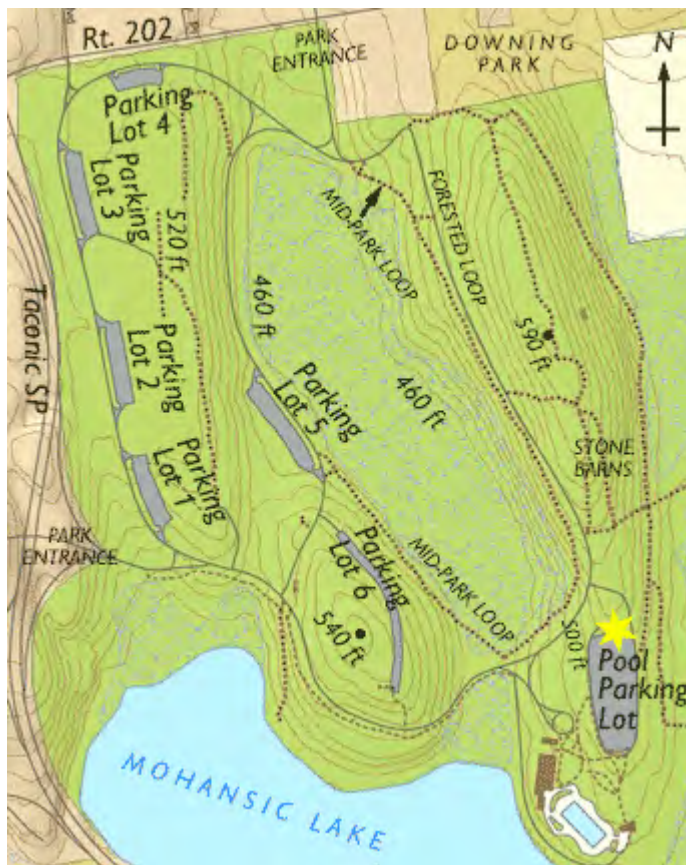 Rt. 202
PARK
ENTRANCE
DOWNING
PARK
N
Parking
Lot 4
Parking
Lot 3
520 ft
MID-PARK LOOP
FORESTED LOOP
Taconic SP
460 ft
590 ft
Parking
Lot 2
Parking
Lot 5
460 ft
STONE
BARNS
Parking
Lot 1
PARK
ENTRANCE
Parking
Lot 6
MID-PARK LOOP
540 ft
500 ft
Pool
Parking
Lot
MOHANSIC LAKE